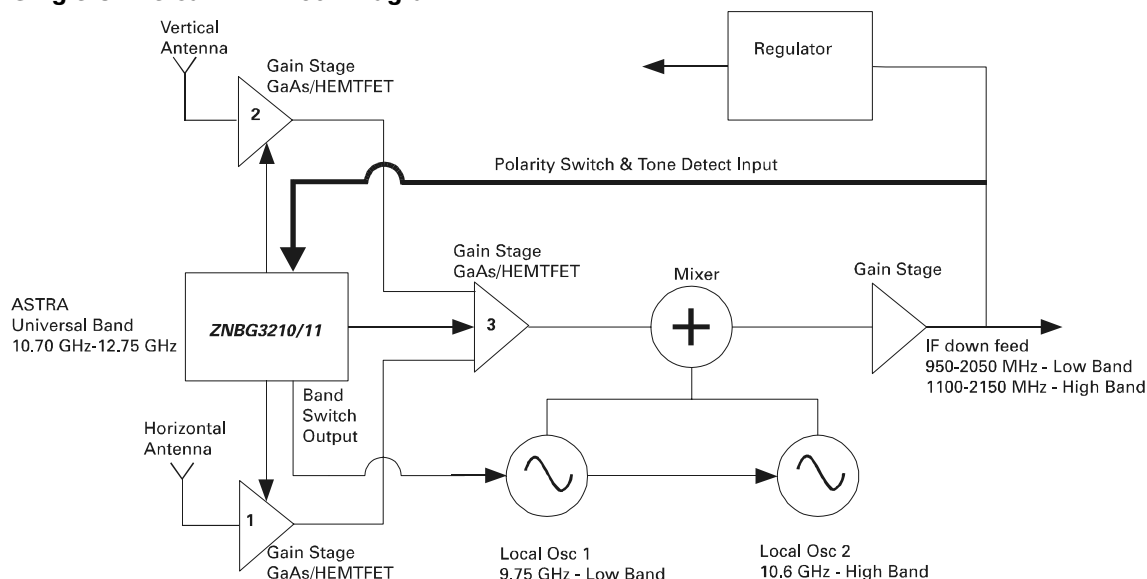 Vertical
Antenna
Gain Stage
GaAs/HEMTFET
2
Regulator
Polarity Switch & Tone Detect Input
ASTRA
Universal Band
10.70 GHz-12.75 GHz
ZNBG3210/11
Gain Stage
GaAs/HEMTFET
3
Mixer
+
Gain Stage
IF down feed
950-2050 MHz - Low Band
1100-2150 MHz - High Band
Band
Switch
Output
Horizontal
Antenna
1
Gain Stage
GaAs/HEMTFET
Local Osc 1
9.75 GHz - Low Band
Local Osc 2
10.6 GHz - High Band